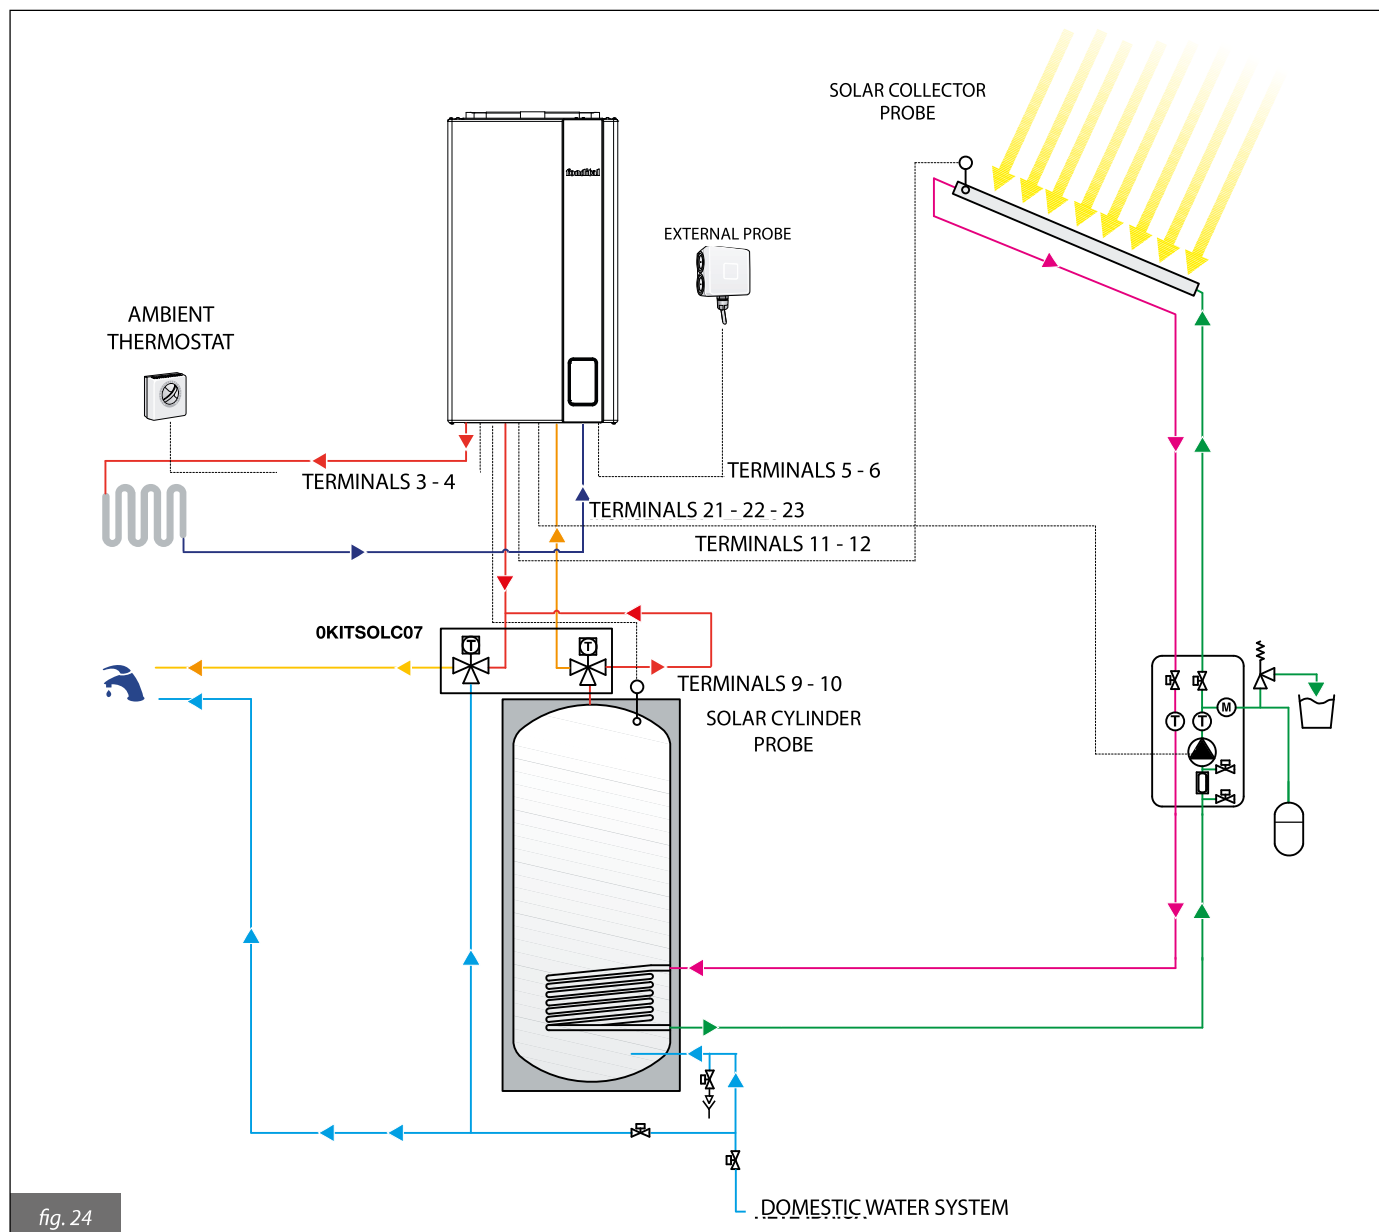 SOLAR COLLECTOR
PROBE
fondital
EXTERNAL PROBE
AMBIENT
THERMOSTAT
TERMINALS 3 - 4
TERMINALS 5 - 6
TERMINALS 21 - 22 - 23
TERMINALS 11 - 12
0KITSOLC07
T
T
TERMINALS 9 - 10
SOLAR CYLINDER
PROBE
M
T
T
DOMESTIC WATER SYSTEM
fig. 24